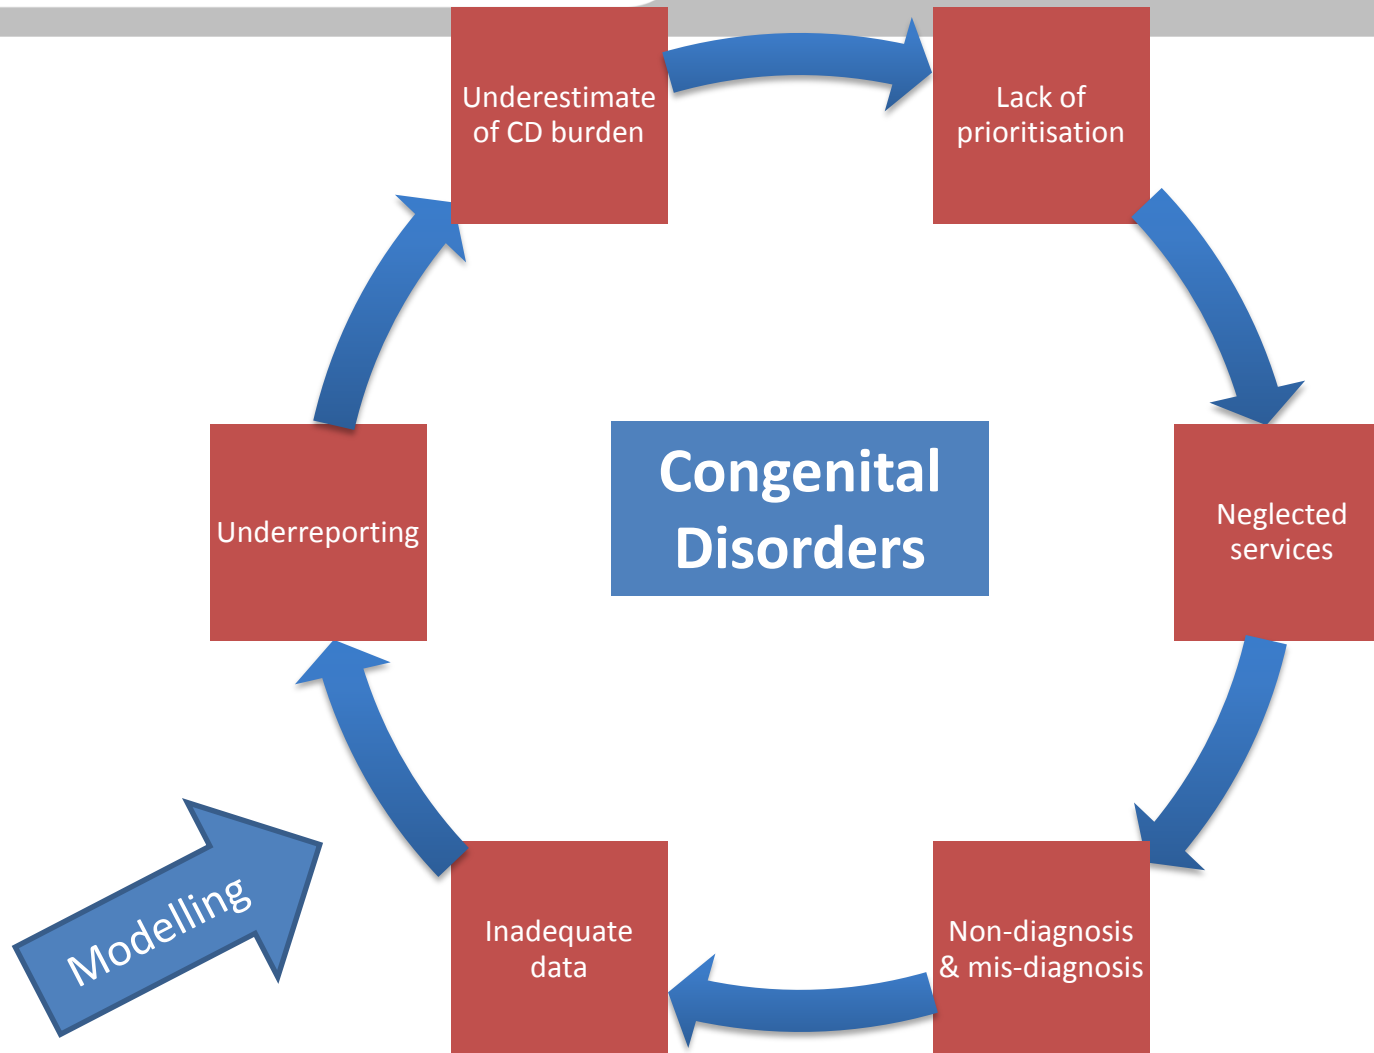 Underestimate
of CD burden
Lack of
prioritisation
Congenital
Disorders
Underreporting
Neglected
services
Modelling
Inadequate
data
Non-diagnosis
& mis-diagnosis